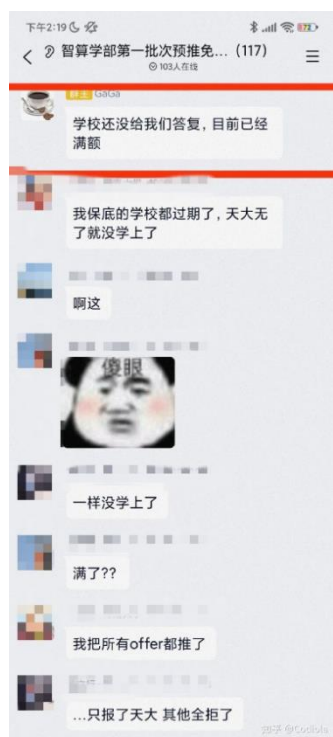 下午2:19
智算学部第一批次预推免... (117)
103人在线
群主 GaGa
学校还没给我们答复，目前已经
满额
我保底的学校都过期了，天大无
了就没学上了
啊这
傻眼
一样没学上了
满了??
我把所有offer都推了
...只报了天大 其他全拒了
知乎 @Coclola